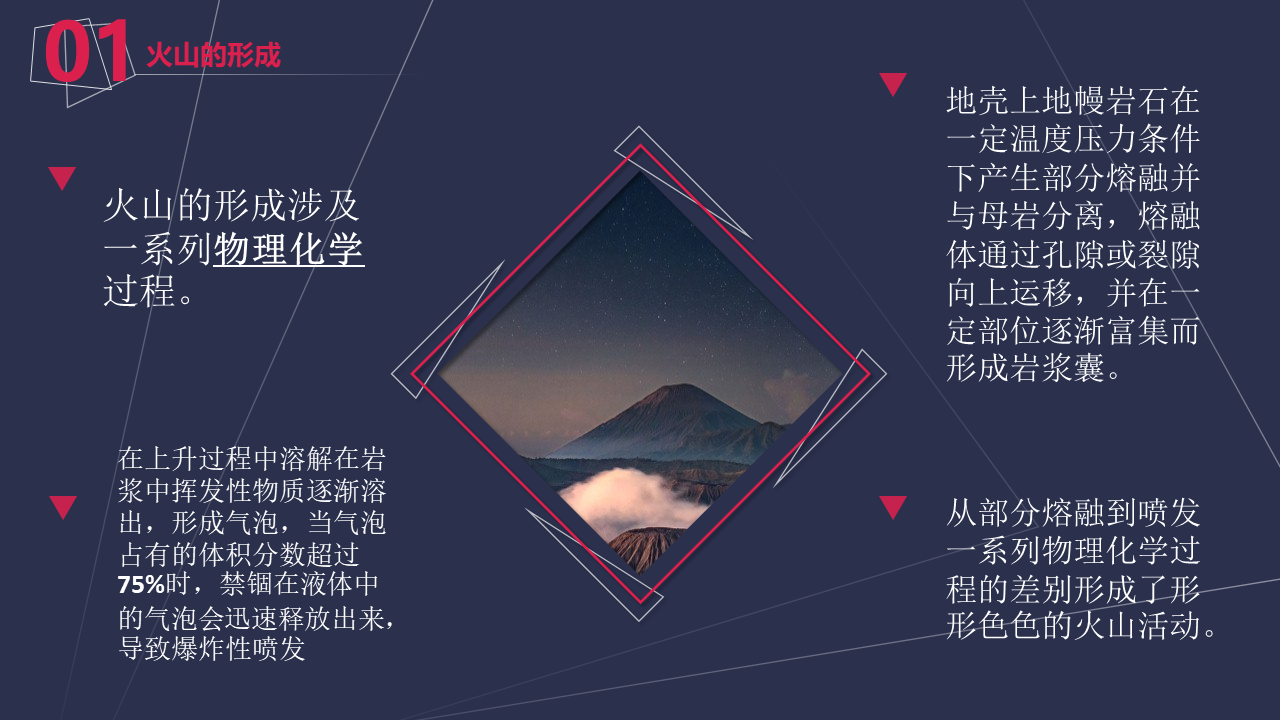 01 火山的形成
火山的形成涉及
一系列物理化学
过程。
在上升过程中溶解在岩
浆中挥发性物质逐渐溶
出，形成气泡，当气泡
占有的体积分数超过
75%时，禁锢在液体中
的气泡会迅速释放出来，
导致爆炸性喷发
地壳上地幔岩石在
一定温度压力条件
下产生部分熔融并
与母岩分离，熔融
体通过孔隙或裂隙
向上运移，并在一
定部位逐渐富集而
形成岩浆囊。
从部分熔融到喷发
一系列物理化学过
程的差别形成了形
形色色的火山活动。